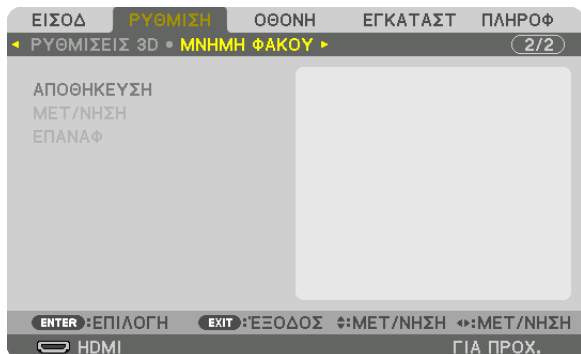 ΕΙΣΟΔ ΡΥΘΜΙΣΗ ΟΘΟΝΗ ΕΓΚΑΤΑΣΤ ΠΛΗΡΟΦ
◂ ΡΥΘΜΙΣΕΙΣ 3D • ΜΝΗΜΗ ΦΑΚΟΥ ▸ 2/2
ΑΠΟΘΗΚΕΥΣΗ
ΜΕΤ/ΝΗΣΗ
ΕΠΑΝΑΦ
ENTER:ΕΠΙΛΟΓΗ EXIT:ΈΞΟΔΟΣ ♦:ΜΕΤ/ΝΗΣΗ ◂▸:ΜΕΤ/ΝΗΣΗ
HDMI ΓΙΑ ΠΡΟΧ.